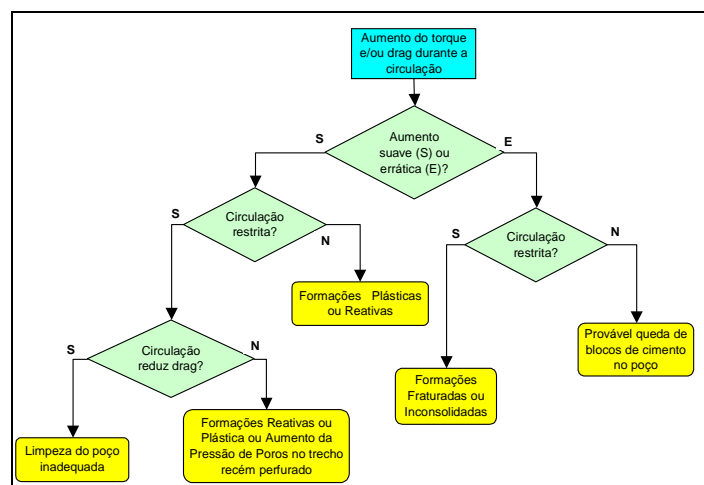 Aumento do torque
e/ou drag durante a
circulação
S
Aumento
suave (S) ou
errática (E)?
E
S
Circulação
restrita?
N
S
Circulação
restrita?
N
Formações Plásticas
ou Reativas
Provável queda de
blocos de cimento
no poço
S
Circulação
reduz drag?
N
Formações
Fraturadas ou
Inconsolidadas
Limpeza do poço
inadequada
Formações Reativas ou
Plástica ou Aumento da
Pressão de Poros no trecho
recém perfurado